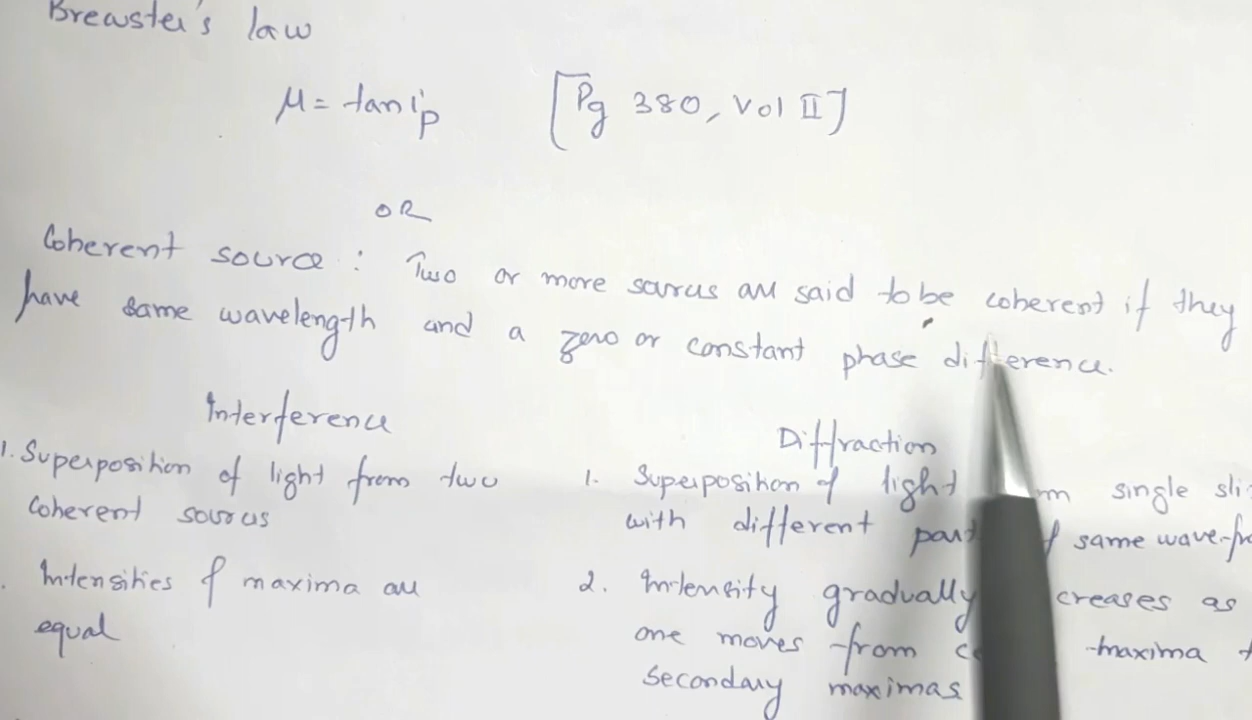 Brewster's law
μ = tan ip [Pg 380, Vol II]
OR
Coherent source : Two or more sources are said to be coherent if they
have same wavelength and a zero or constant phase difference.
Interference
1. Superposition of light from two
coherent sources
Intensities of maxima are
equal
Diffraction
1. Superposition of light single
with different same
2. Intensity gradually as
one moves from maxima
secondary maximas